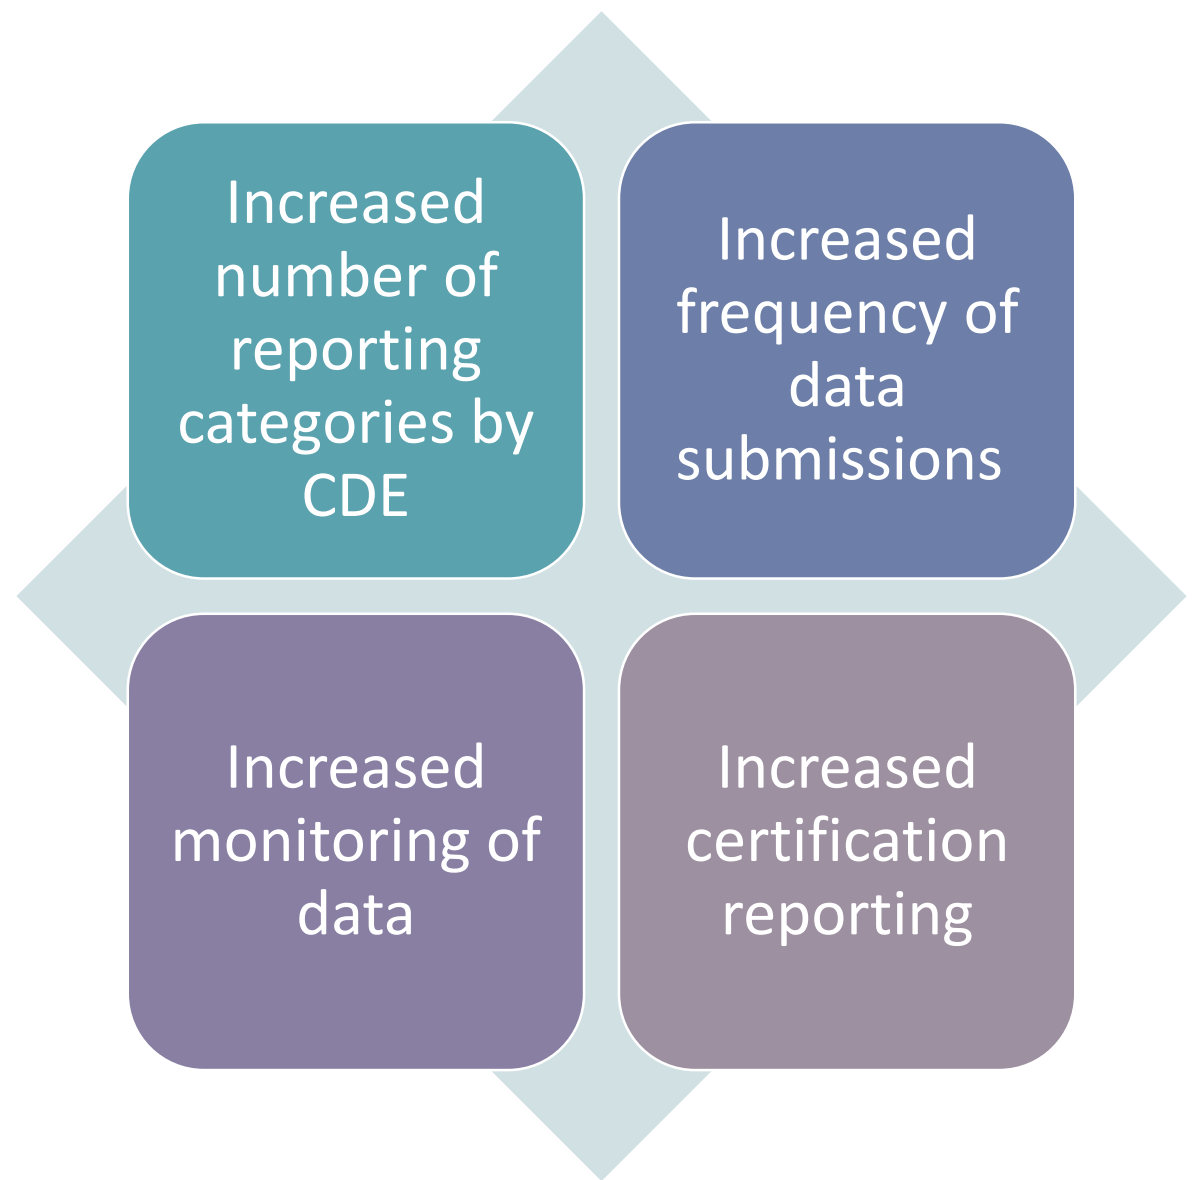 Increased
number of
reporting
categories by
CDE
Increased
frequency of
data
submissions
Increased
monitoring of
data
Increased
certification
reporting